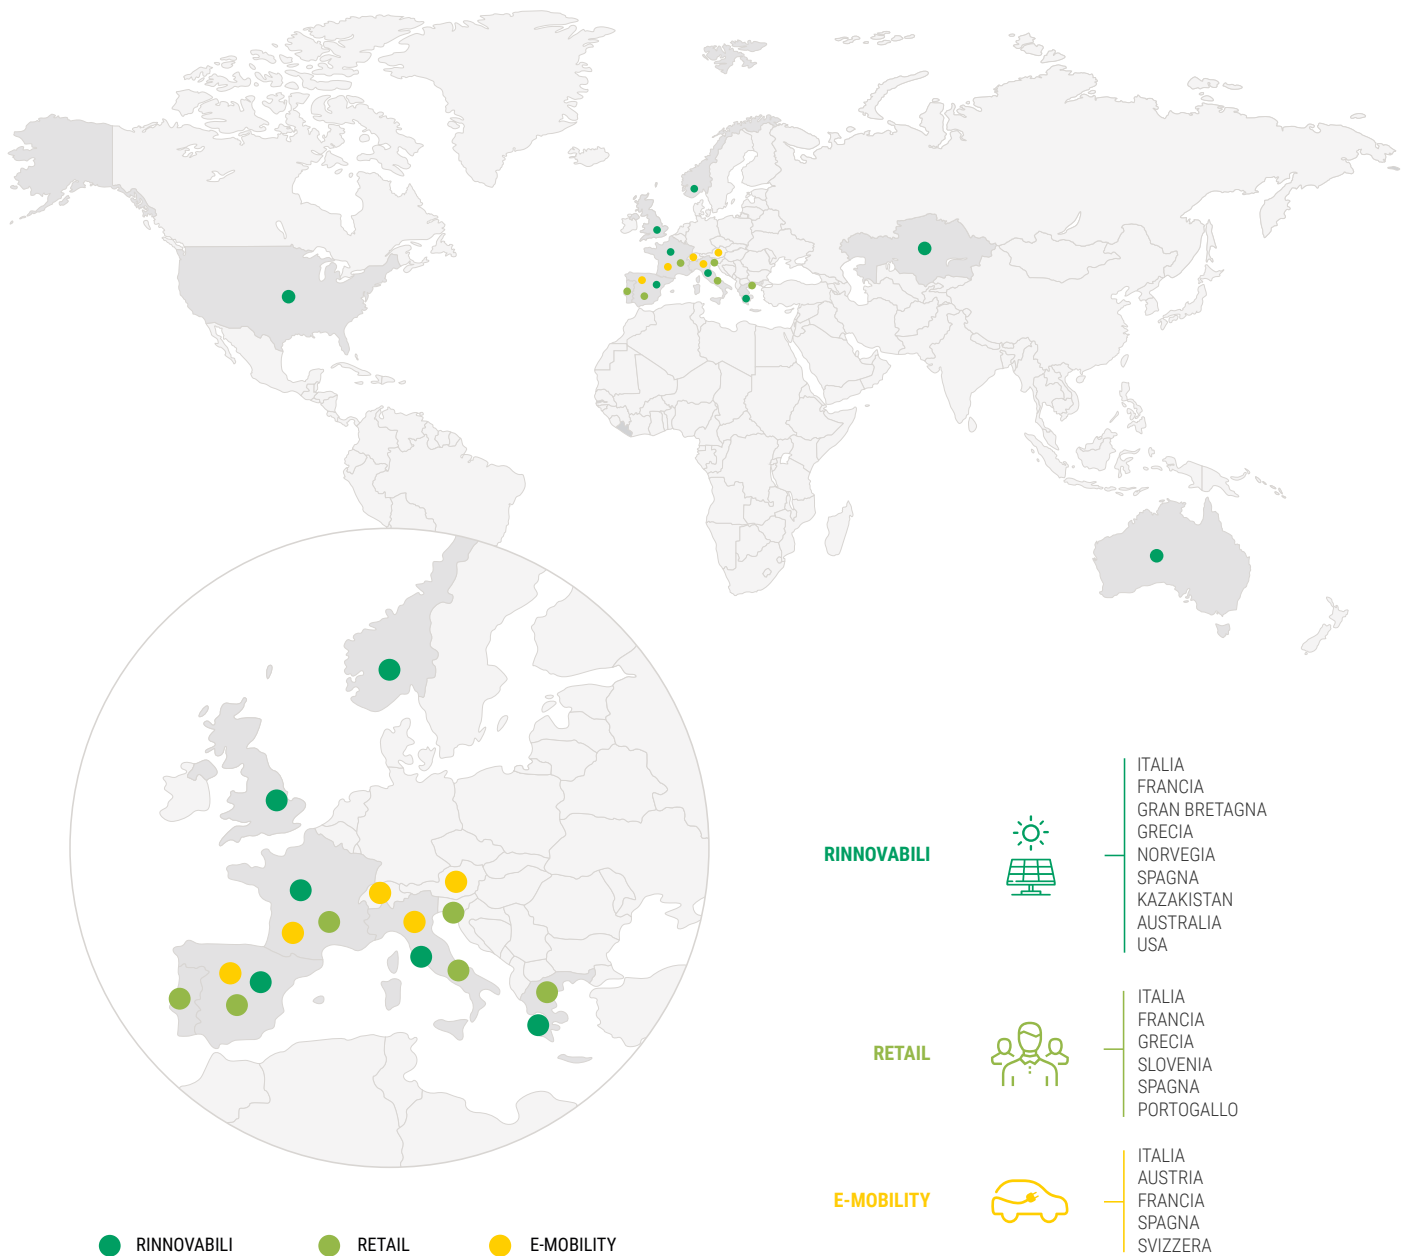 RINNOVABILI
ITALIA
FRANCIA
GRAN BRETAGNA
GRECIA
NORVEGIA
SPAGNA
KAZAKISTAN
AUSTRALIA
USA
RETAIL
ITALIA
FRANCIA
GRECIA
SLOVENIA
SPAGNA
PORTOGALLO
E-MOBILITY
ITALIA
AUSTRIA
FRANCIA
SPAGNA
SVIZZERA
RINNOVABILI
RETAIL
E-MOBILITY